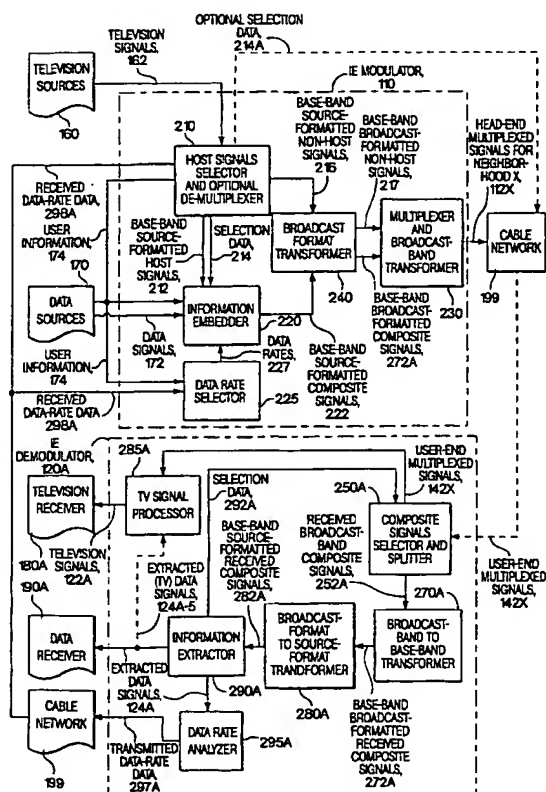 OPTIONAL SELECTION
DATA,
214A
TELEVISION
SIGNALS,
162
TELEVISION
SOURCES
160
IE MODULATOR,
110
210
HOST SIGNALS
SELECTOR
AND OPTIONAL
DE-MULTIPLEXER
BASE-BAND
SOURCE-
FORMATTED
NON-HOST
SIGNALS,
216
BASE-BAND
BROADCAST-
FORMATTED
NON-HOST
SIGNALS,
217
HEAD-END
MULTIPLEXED
SIGNALS FOR
NEIGHBOR-
HOOD X,
112X
RECEIVED
DATA-RATE DATA,
298A
USER
INFORMATION,
174
BASE-BAND
SOURCE-
FORMATTED
HOST
SIGNALS,
212
SELECTION
DATA,
214
BROADCAST
FORMAT
TRANSFORMER
240
MULTIPLEXER
AND
BROADCAST-
BAND
TRANSFORMER
230
CABLE
NETWORK
199
170
DATA
SOURCES
DATA
SIGNALS,
172
INFORMATION
EMBEDDER
220
DATA
RATES,
227
BASE-BAND
SOURCE-
FORMATTED
COMPOSITE
SIGNALS,
222
BASE-BAND
BROADCAST-
FORMATTED
COMPOSITE
SIGNALS,
272A
USER
INFORMATION,
174
DATA RATE
SELECTOR
225
RECEIVED
DATA-RATE DATA
298A
IE
DEMODULATOR,
120A
285A
TELEVISION
RECEIVER
180A
TV SIGNAL
PROCESSOR
TELEVISION
SIGNALS,
122A
SELECTION
DATA,
292A
USER-END
MULTIPLEXED
SIGNALS,
142X
250A
COMPOSITE
SIGNALS
SELECTOR AND
SPLITTER
USER-END
MULTIPLEXED
SIGNALS,
142X
BASE-BAND
SOURCE-
FORMATTED
RECEIVED
COMPOSITE
SIGNALS,
282A
RECEIVED
BROADCAST-
BAND
COMPOSITE
SIGNALS,
252A
270A
190A
EXTRACTED
(TV) DATA
SIGNALS,
124A-5
DATA
RECEIVER
INFORMATION
EXTRACTOR
290A
BROADCAST-
FORMAT
TO SOURCE-
FORMAT
TRANDFORMER
280A
BROADCAST-
BAND TO
BASE-BAND
TRANSFORMER
EXTRACTED
DATA
SIGNALS,
124A
CABLE
NETWORK
199
DATA RATE
ANALYZER
295A
TRANSMITTED
DATA-RATE
DATA,
297A
BASE-BAND
BROADCAST-
FORMATTED
RECEIVED
COMPOSITE
SIGNALS,
272A